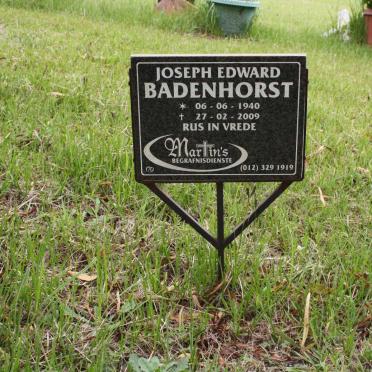 JOSEPH EDWARD
BADENHORST
* 06 - 06 - 1940
† 27 - 02 - 2009
RUS IN VREDE
Martin's
BEGRAFNISDIENSTE
(012) 329 1919